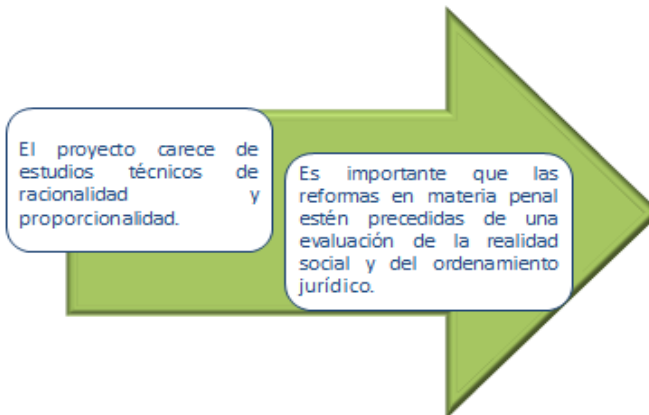 El proyecto carece de
estudios técnicos de
racionalidad y
proporcionalidad.
Es importante que las
reformas en materia penal
estén precedidas de una
evaluación de la realidad
social y del ordenamiento
jurídico.